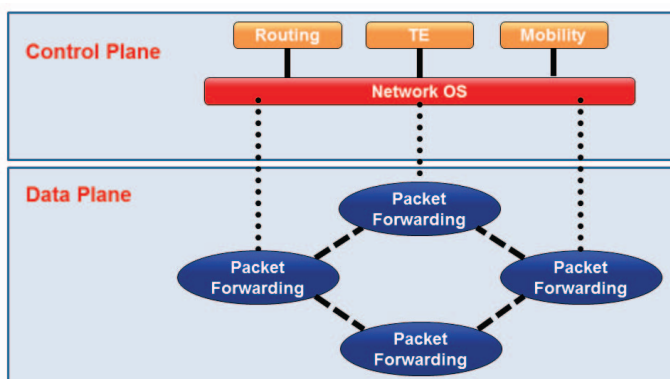 Control Plane
Routing
TE
Mobility
Network OS
Data Plane
Packet
Forwarding
Packet
Forwarding
Packet
Forwarding
Packet
Forwarding